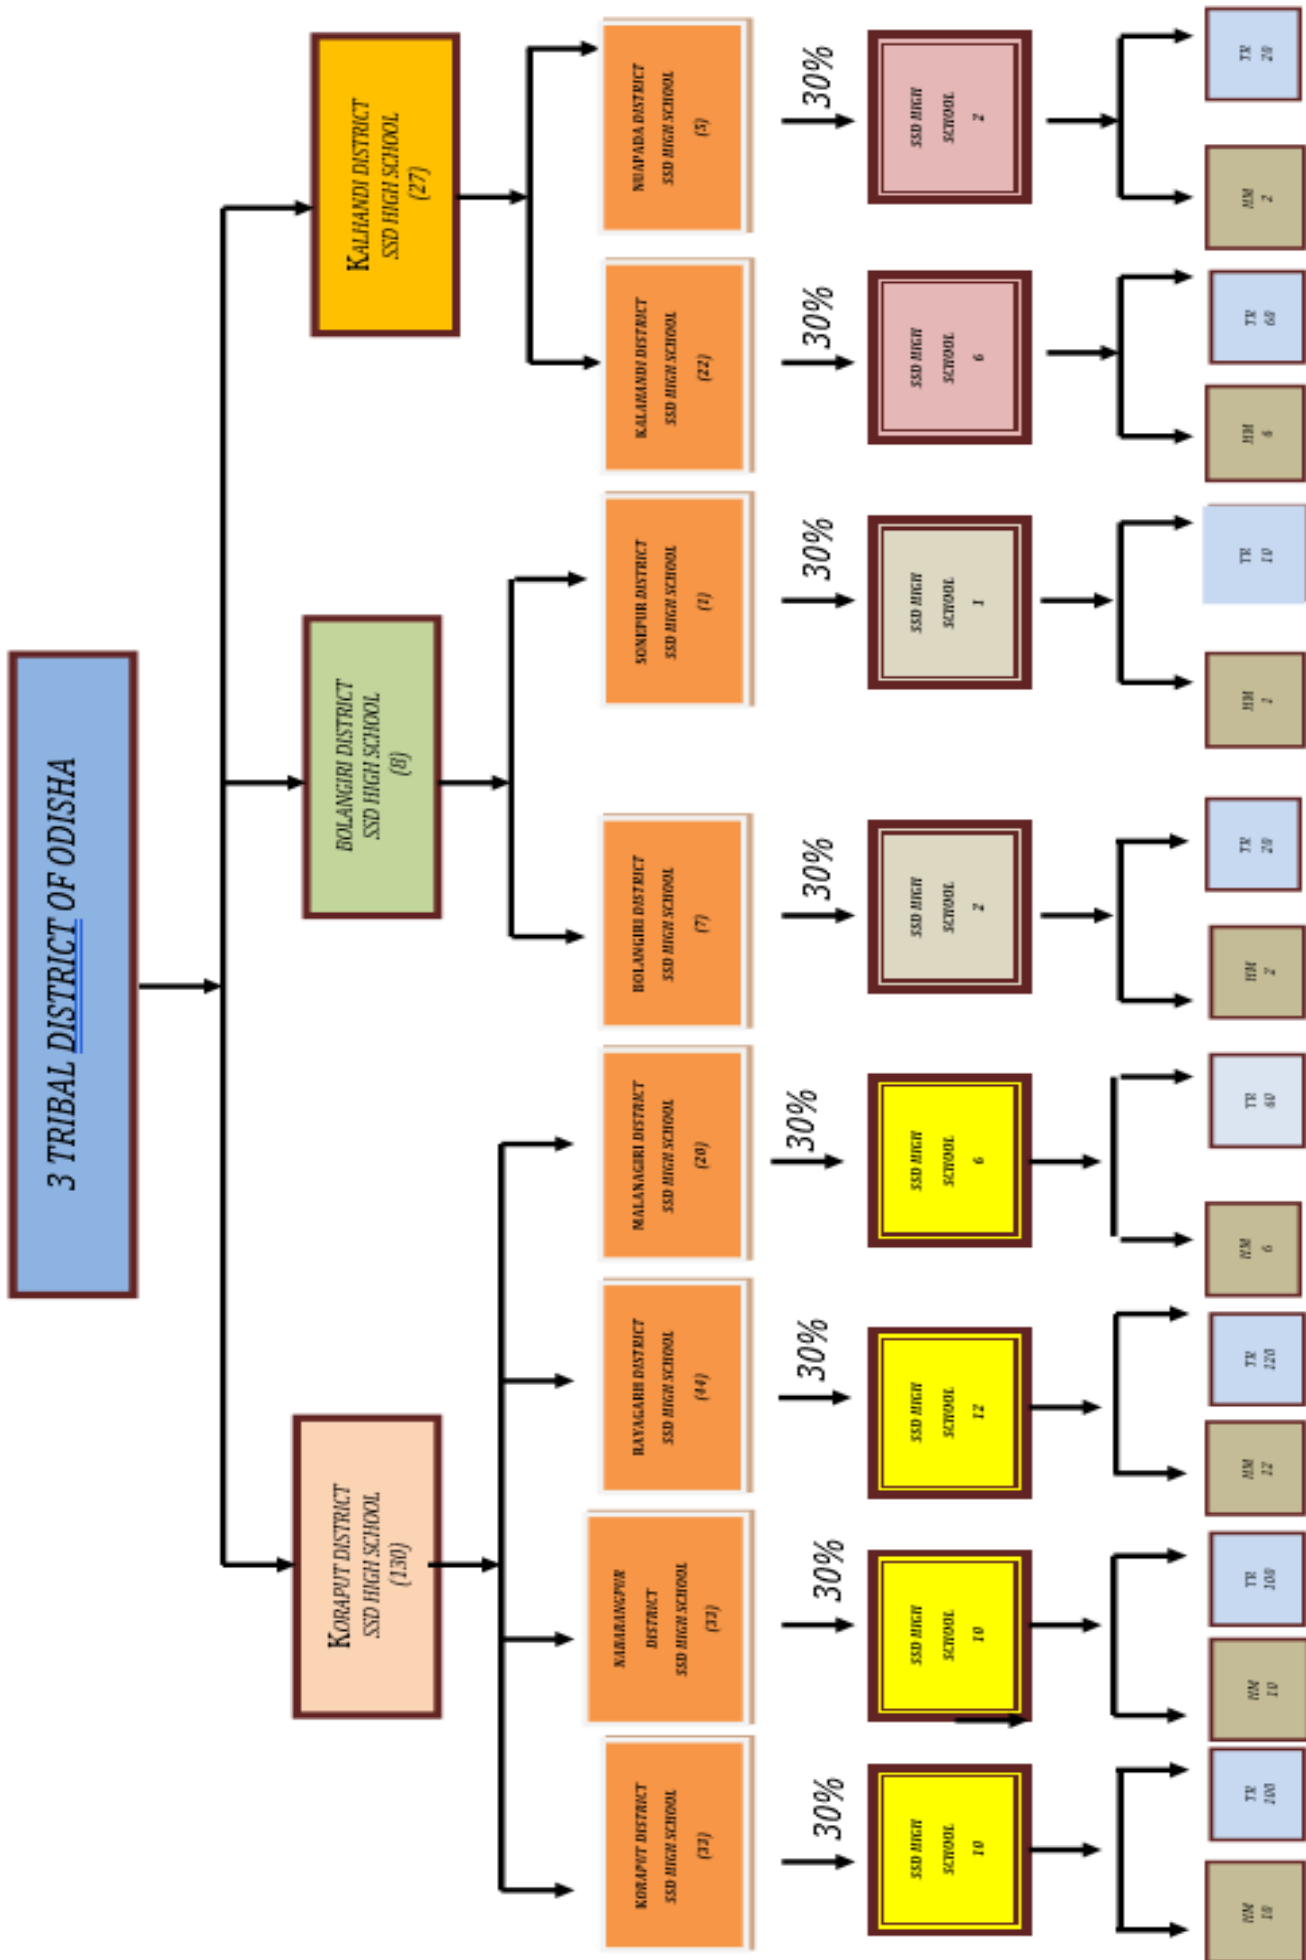 3 TRIBAL DISTRICT OF ODISHA
KORAPUT DISTRICT
SSD HIGH SCHOOL
(130)
BOLANGIRI DISTRICT
SSD HIGH SCHOOL
(8)
KALHANDI DISTRICT
SSD HIGH SCHOOL
(27)
KORAPUT DISTRICT
SSD HIGH SCHOOL
(33)
NABARANGPUR
DISTRICT
SSD HIGH SCHOOL
(33)
RAYAGARH DISTRICT
SSD HIGH SCHOOL
(44)
MALANAGIRI DISTRICT
SSD HIGH SCHOOL
(20)
BOLANGIRI DISTRICT
SSD HIGH SCHOOL
(7)
SONEPUR DISTRICT
SSD HIGH SCHOOL
(1)
KALAHANDI DISTRICT
SSD HIGH SCHOOL
(22)
NUAPADA DISTRICT
SSD HIGH SCHOOL
(5)
30%
30%
30%
30%
30%
30%
30%
30%
SSD HIGH
SCHOOL
10
SSD HIGH
SCHOOL
10
SSD HIGH
SCHOOL
12
SSD HIGH
SCHOOL
6
SSD HIGH
SCHOOL
2
SSD HIGH
SCHOOL
1
SSD HIGH
SCHOOL
6
SSD HIGH
SCHOOL
2
HM
10
TR
100
HM
10
TR
100
HM
12
TR
120
HM
6
TR
60
HM
2
TR
20
HM
1
TR
10
HM
6
TR
60
HM
2
TR
20